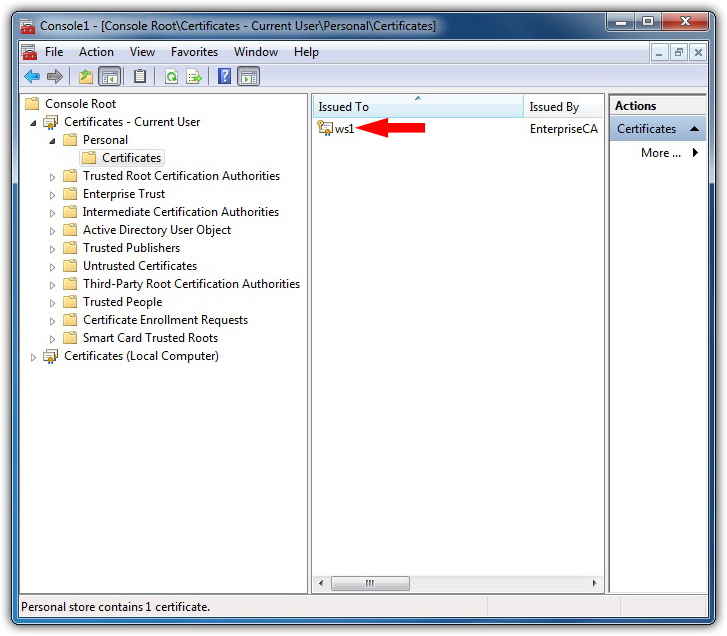 Console1 - [Console Root\Certificates - Current User\Personal\Certificates]
File Action View Favorites Window Help
Console Root
Certificates - Current User
Personal
Certificates
Trusted Root Certification Authorities
Enterprise Trust
Intermediate Certification Authorities
Active Directory User Object
Trusted Publishers
Untrusted Certificates
Third-Party Root Certification Authorities
Trusted People
Certificate Enrollment Requests
Smart Card Trusted Roots
Certificates (Local Computer)
Issued To Issued By
ws1 EnterpriseCA
Actions
Certificates
More ...
Personal store contains 1 certificate.